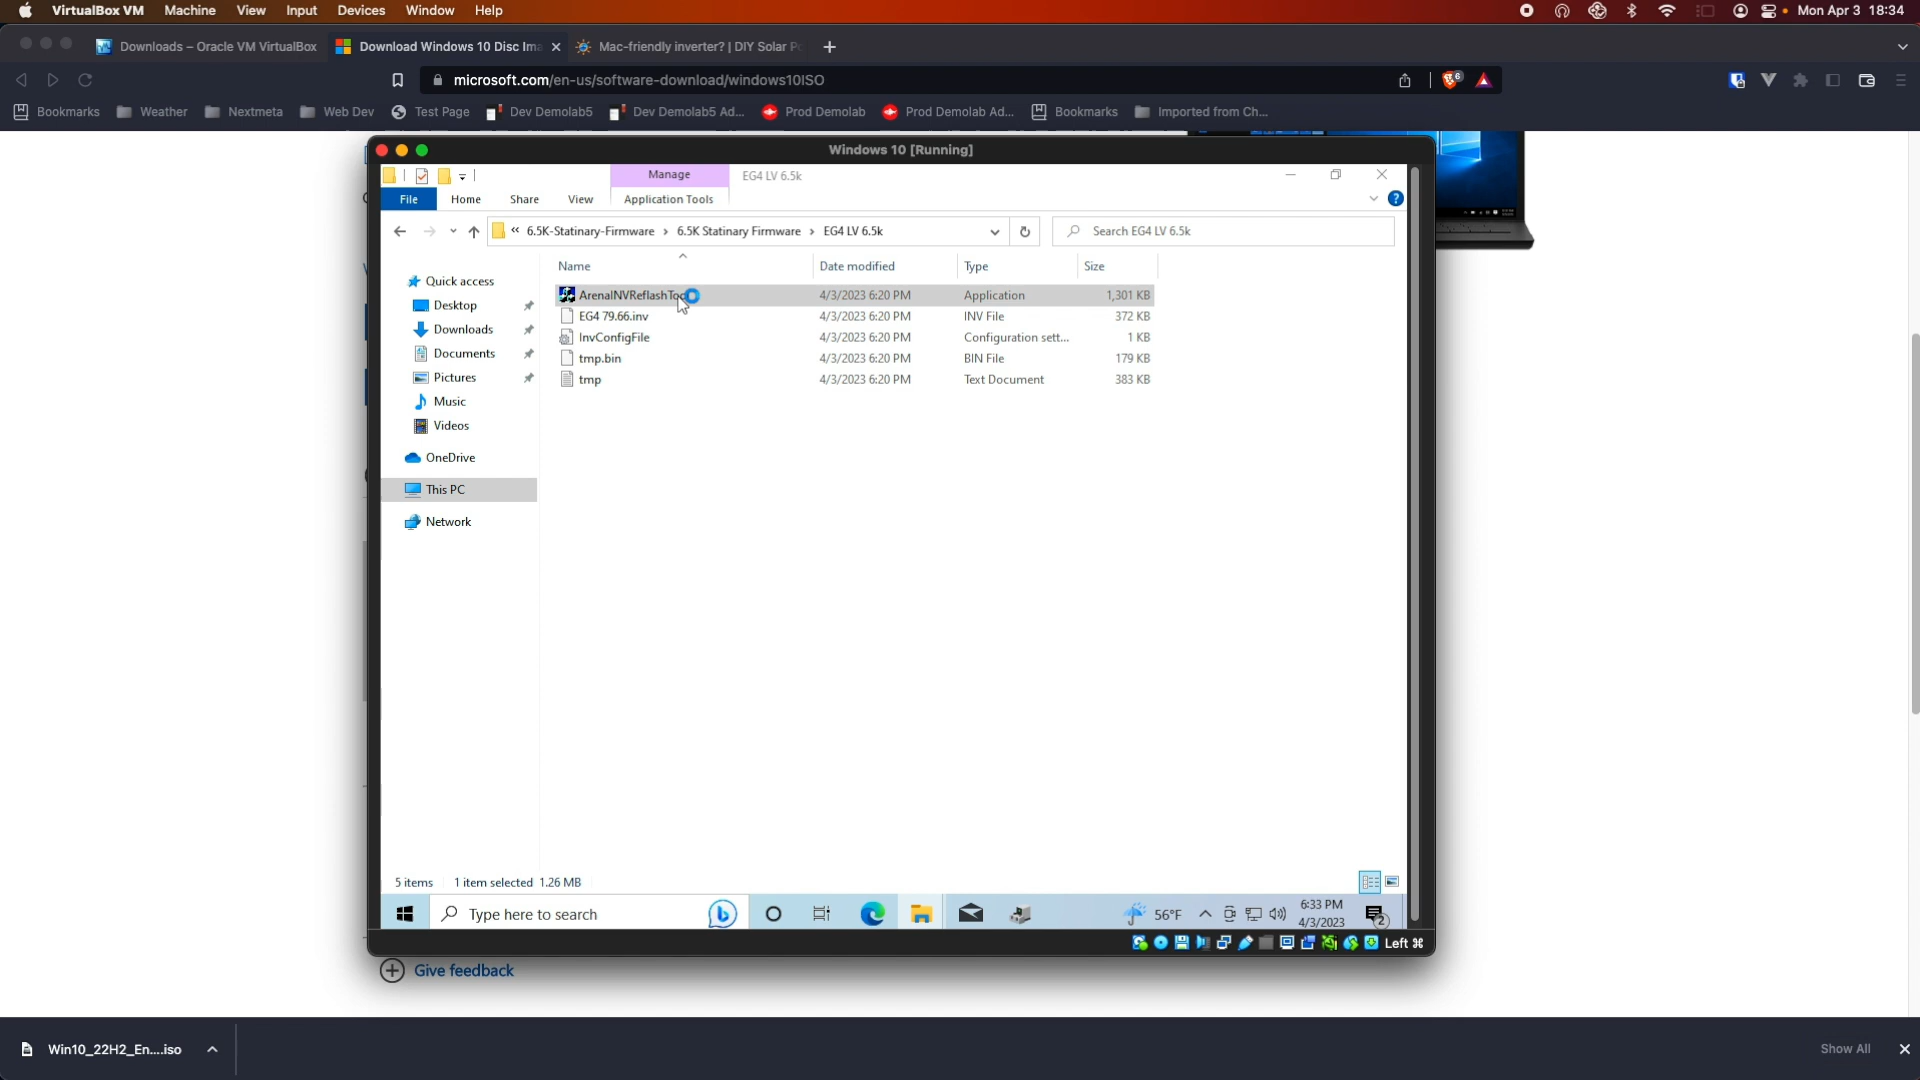 VirtualBox VM Machine View Input Devices Window Help Mon Apr 3 18:34
Downloads – Oracle VM VirtualBox Download Windows 10 Disc Ima Mac-friendly inverter? | DIY Solar Po
microsoft.com/en-us/software-download/windows10ISO 6
Bookmarks Weather Nextmeta Web Dev Test Page Dev Demolab5 Dev Demolab5 Ad... Prod Demolab Prod Demolab Ad... Bookmarks Imported from Ch...
Windows 10 [Running]
Manage EG4 LV 6.5k
File Home Share View Application Tools
« 6.5K-Statinary-Firmware › 6.5K Statinary Firmware › EG4 LV 6.5k Search EG4 LV 6.5k
Name Date modified Type Size
Quick access
Desktop
Downloads
Documents
Pictures
Music
Videos
OneDrive
This PC
Network
4/3/2023 6:20 PM Application 1,301 KB
EG4 79.66.inv 4/3/2023 6:20 PM INV File 372 KB
InvConfigFile 4/3/2023 6:20 PM Configuration sett... 1 KB
tmp.bin 4/3/2023 6:20 PM BIN File 179 KB
tmp 4/3/2023 6:20 PM Text Document 383 KB
5 items 1 item selected 1.26 MB
Type here to search 56°F 6:33 PM
4/3/2023 2
Left ⌘
Give feedback
Win10_22H2_En....iso Show All